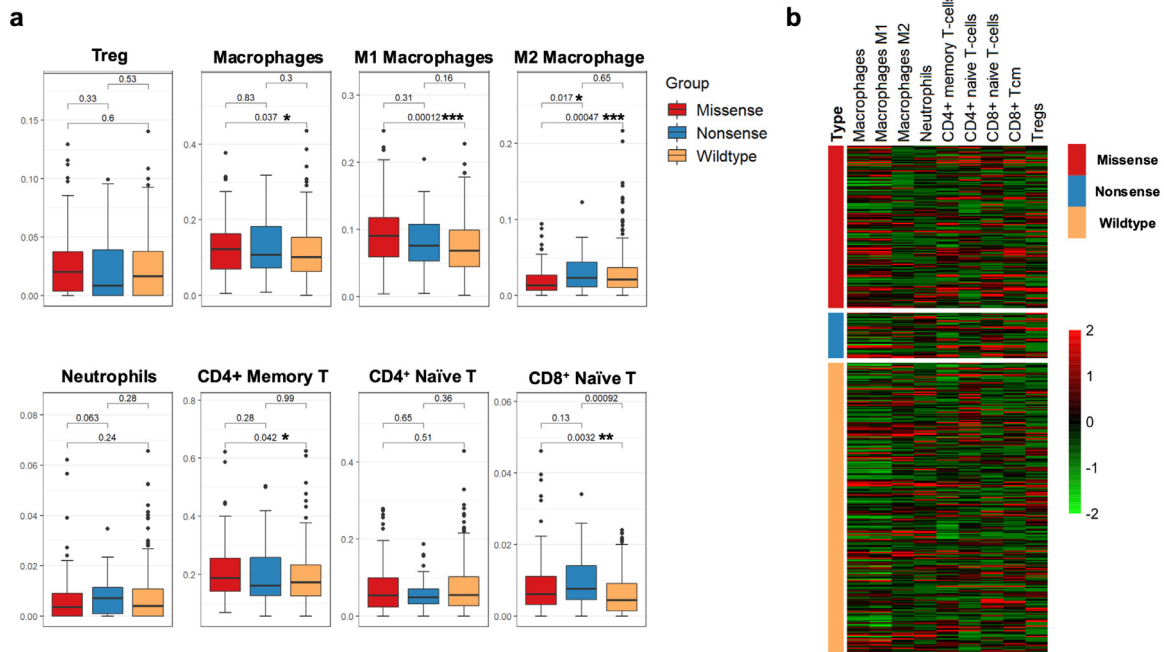 a
Treg
0.53
0.33
0.6
0.15
0.10
0.05
0.00
Macrophages
0.3
0.83
0.037 *
0.4
0.2
0.0
M1 Macrophages
0.16
0.31
0.00012 ***
0.3
0.2
0.1
0.0
M2 Macrophage
0.65
0.017 *
0.00047 ***
0.2
0.1
0.0
Group
Missense
Nonsense
Wildtype
Neutrophils
0.28
0.063
0.24
0.08
0.06
0.04
0.02
0.00
CD4+ Memory T
0.99
0.28
0.042 *
0.8
0.6
0.4
0.2
CD4⁺ Naïve T
0.36
0.65
0.51
0.4
0.2
0.0
CD8⁺ Naïve T
0.00092
0.13
0.0032 **
0.06
0.04
0.02
0.00
b
Type
Macrophages
Macrophages M1
Macrophages M2
Neutrophils
CD4+ memory T-cells
CD4+ naive T-cells
CD8+ naive T-cells
CD8+ Tcm
Tregs
Missense
Nonsense
Wildtype
2
1
0
-1
-2